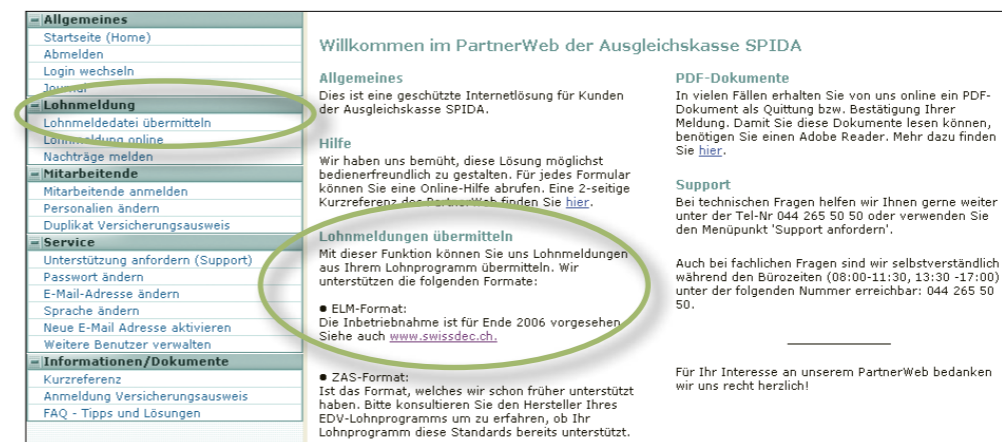 Allgemeines
Startseite (Home)
Abmelden
Login wechseln
Journal
Lohnmeldung
Lohnmeldedatei übermitteln
Lohnmeldung online
Nachträge melden
Mitarbeitende
Mitarbeitende anmelden
Personalien ändern
Duplikat Versicherungsausweis
Service
Unterstützung anfordern (Support)
Passwort ändern
E-Mail-Adresse ändern
Sprache ändern
Neue E-Mail Adresse aktivieren
Weitere Benutzer verwalten
Informationen/Dokumente
Kurzreferenz
Anmeldung Versicherungsausweis
FAQ - Tipps und Lösungen
Willkommen im PartnerWeb der Ausgleichskasse SPIDA
Allgemeines
Dies ist eine geschützte Internetlösung für Kunden
der Ausgleichskasse SPIDA.
Hilfe
Wir haben uns bemüht, diese Lösung möglichst
bedienerfreundlich zu gestalten. Für jedes Formular
können Sie eine Online-Hilfe abrufen. Eine 2-seitige
Kurzreferenz des PartnerWeb finden Sie hier.
Lohnmeldungen übermitteln
Mit dieser Funktion können Sie uns Lohnmeldungen
aus Ihrem Lohnprogramm übermitteln. Wir
unterstützen die folgenden Formate:
● ELM-Format:
Die Inbetriebnahme ist für Ende 2006 vorgesehen
Siehe auch www.swissdec.ch.
● ZAS-Format:
Ist das Format, welches wir schon früher unterstützt
haben. Bitte konsultieren Sie den Hersteller Ihres
EDV-Lohnprogramms um zu erfahren, ob Ihr
Lohnprogramm diese Standards bereits unterstützt.
PDF-Dokumente
In vielen Fällen erhalten Sie von uns online ein PDF-
Dokument als Quittung bzw. Bestätigung Ihrer
Meldung. Damit Sie diese Dokumente lesen können,
benötigen Sie einen Adobe Reader. Mehr dazu finden
Sie hier.
Support
Bei technischen Fragen helfen wir Ihnen gerne weiter
unter der Tel-Nr 044 265 50 50 oder verwenden Sie
den Menüpunkt 'Support anfordern'.
Auch bei fachlichen Fragen sind wir selbstverständlich
während den Bürozeiten (08:00-11:30, 13:30 -17:00)
unter der folgenden Nummer erreichbar: 044 265 50
50.
Für Ihr Interesse an unserem PartnerWeb bedanken
wir uns recht herzlich!